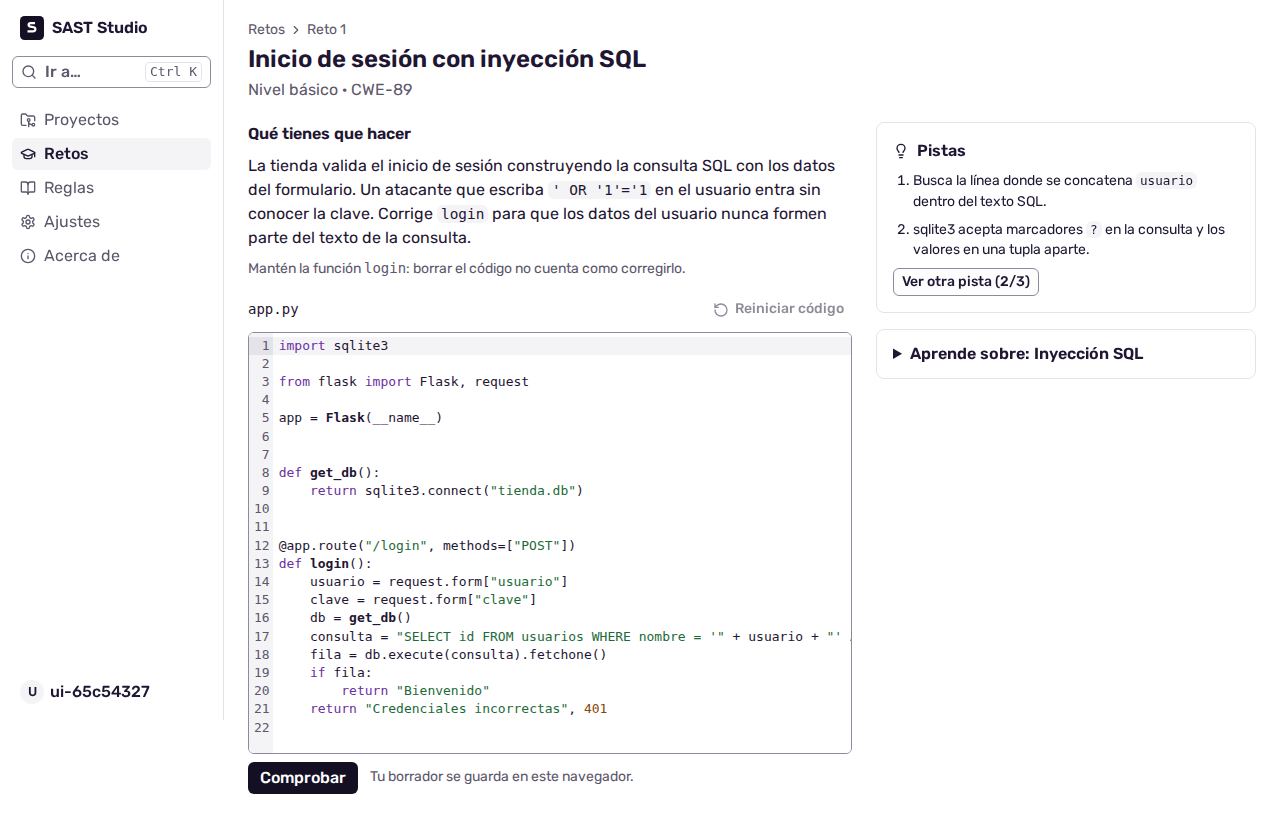 S SAST Studio
Ir a... Ctrl K
Proyectos
Retos
Reglas
Ajustes
Acerca de
U ui-65c54327
Retos > Reto 1
Inicio de sesión con inyección SQL
Nivel básico • CWE-89
Qué tienes que hacer
La tienda valida el inicio de sesión construyendo la consulta SQL con los datos
del formulario. Un atacante que escriba ' OR '1'='1 en el usuario entra sin
conocer la clave. Corrige login para que los datos del usuario nunca formen
parte del texto de la consulta.
Mantén la función login: borrar el código no cuenta como corregirlo.
app.py
Reiniciar código
1 import sqlite3
2
3 from flask import Flask, request
4
5 app = Flask(__name__)
6
7
8 def get_db():
9     return sqlite3.connect("tienda.db")
10
11
12 @app.route("/login", methods=["POST"])
13 def login():
14     usuario = request.form["usuario"]
15     clave = request.form["clave"]
16     db = get_db()
17     consulta = "SELECT id FROM usuarios WHERE nombre = '" + usuario + "'
18     fila = db.execute(consulta).fetchone()
19     if fila:
20         return "Bienvenido"
21     return "Credenciales incorrectas", 401
22
Comprobar
Tu borrador se guarda en este navegador.
Pistas
1. Busca la línea donde se concatena usuario
dentro del texto SQL.
2. sqlite3 acepta marcadores ? en la consulta y los
valores en una tupla aparte.
Ver otra pista (2/3)
Aprende sobre: Inyección SQL